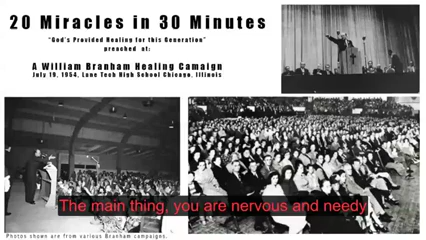 20 Miracles in 30 Minutes
"God's Provided Healing for this Generation"
preached at:
A William Branham Healing Camaign
July 19, 1954, Lane Tech High School Chicago, Illinois
The main thing, you are nervous and needy
Photos shown are from various Branham campaigns.